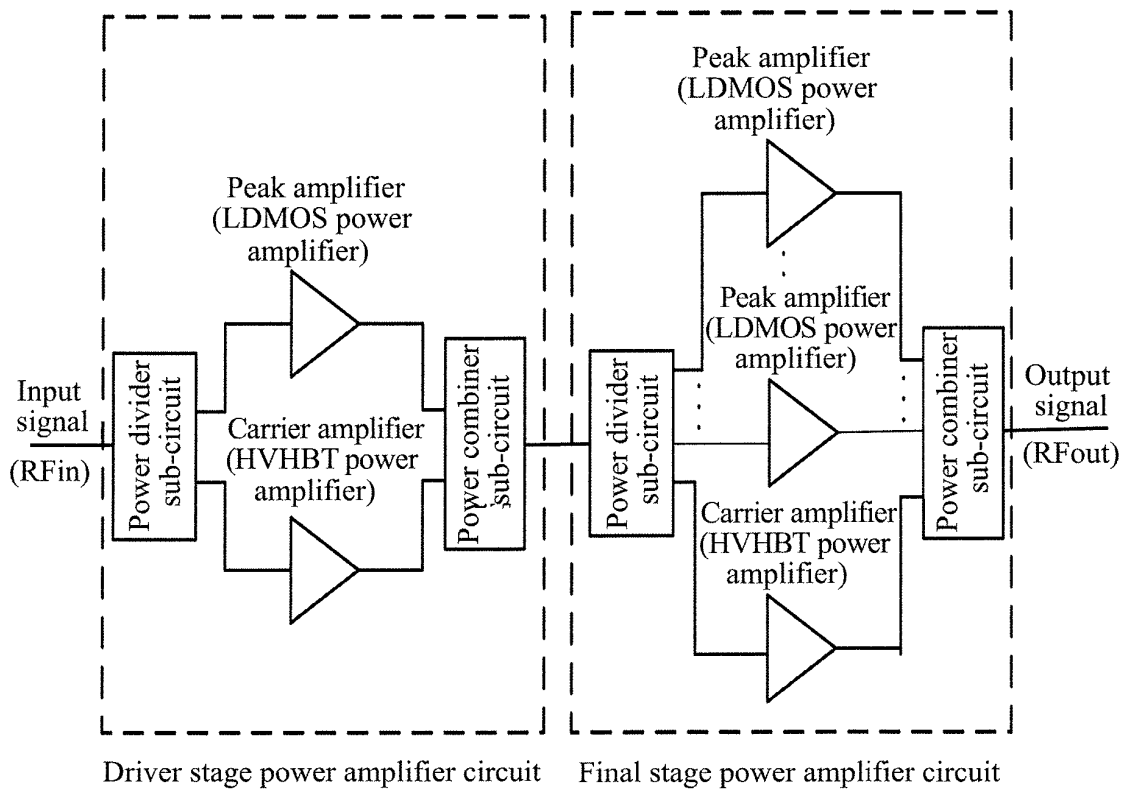 Peak amplifier
(LDMOS power
amplifier)
Peak amplifier
(LDMOS power
amplifier)
Peak amplifier
(LDMOS power
amplifier)
Input
signal
(RFin)
Power divider
sub-circuit
Carrier amplifier
(HVHBT power
amplifier)
Power combiner
sub-circuit
Power divider
sub-circuit
Carrier amplifier
(HVHBT power
amplifier)
Power combiner
sub-circuit
Output
signal
(RFout)
Driver stage power amplifier circuit
Final stage power amplifier circuit